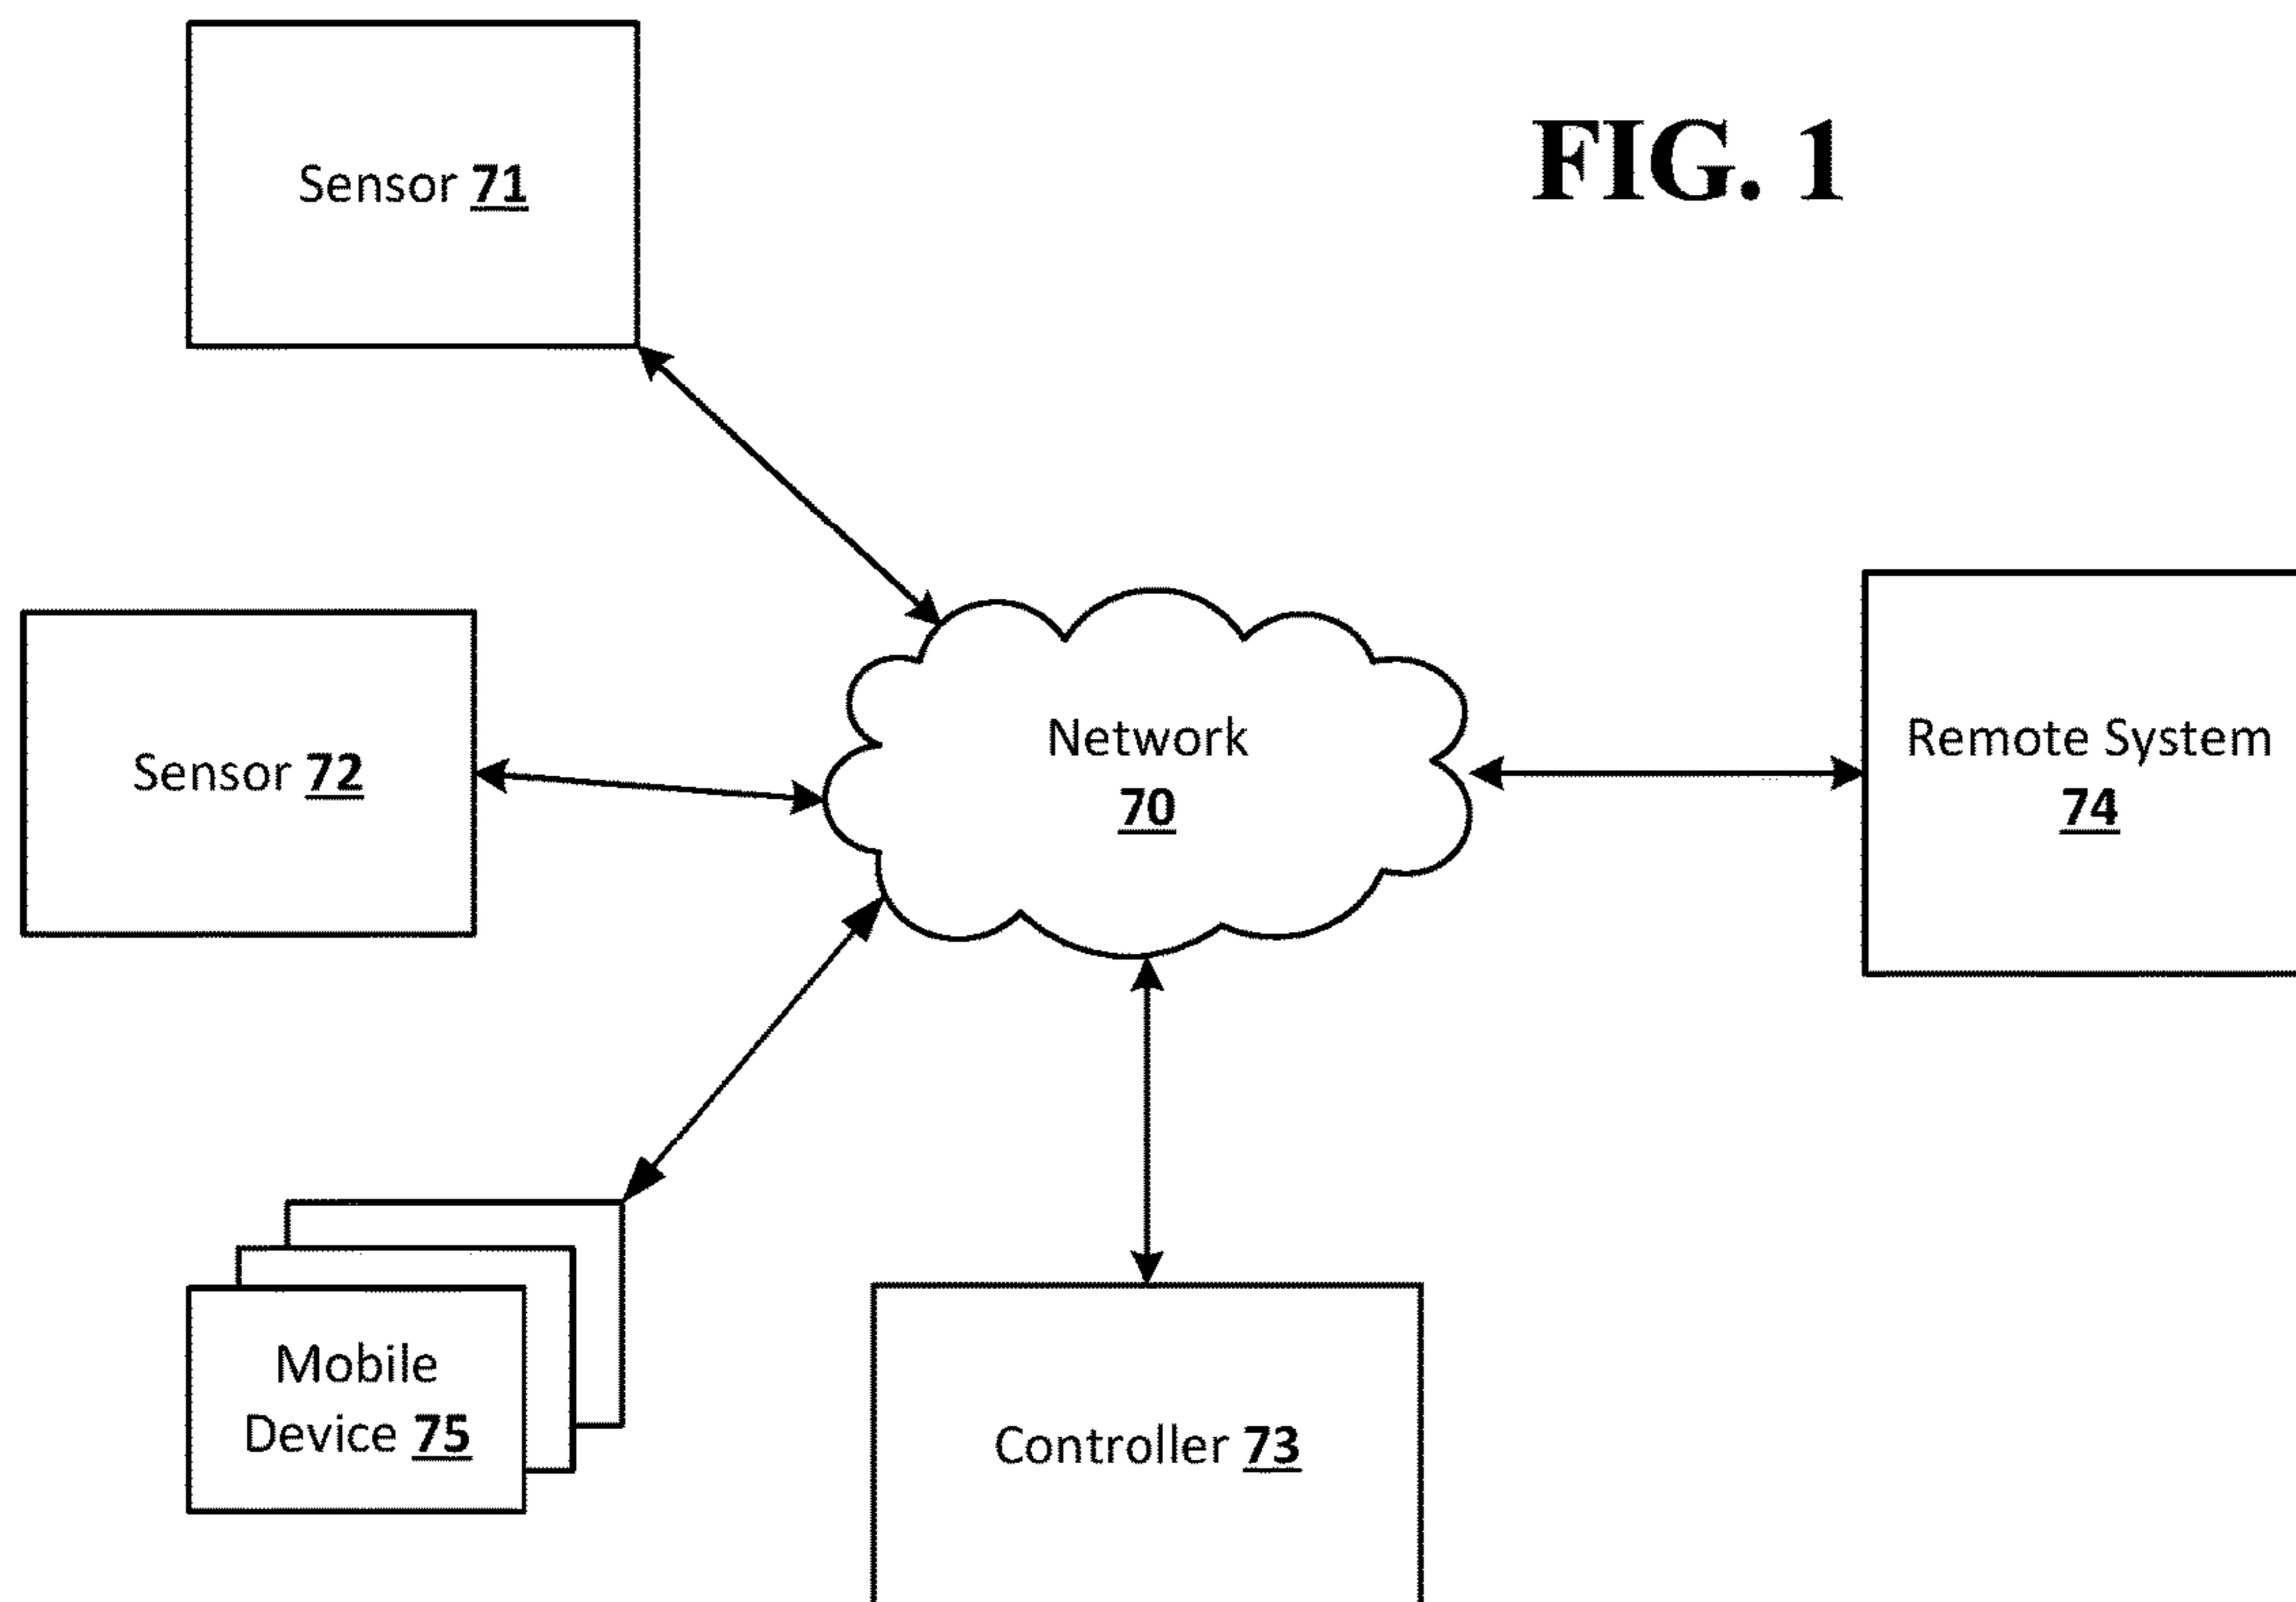 FIG. 1
Sensor 71
Sensor 72
Network
70
Remote System
74
Mobile
Device 75
Controller 73